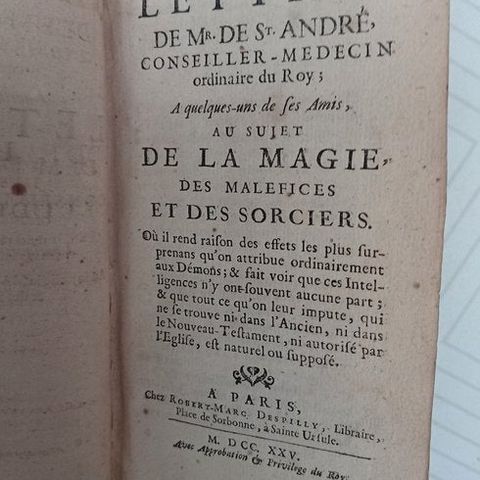 LETTRES
DE MR. DE ST. ANDRÉ,
CONSEILLER-MEDECIN
ordinaire du Roy;
A quelques-uns de ſes Amis,
AU SUJET
DE LA MAGIE,
DES MALEFICES
ET DES SORCIERS.
Où il rend raiſon des effets les plus ſur-
prenans qu'on attribue ordinairement
aux Démons; & fait voir que ces Intel-
ligences n'y ont ſouvent aucune part;
& que tout ce qu'on leur impute, qui
ne ſe trouve ni dans l'Ancien, ni dans
le Nouveau-Teſtament, ni autoriſé par
l'Egliſe, eſt naturel ou ſuppoſé.
A PARIS,
Chez ROBERT-MARC DESPILLY, Libraire,
Place de Sorbonne, à Sainte Urſule.
M. DCC. XXV.
Avec Approbation & Privilege du Roy.